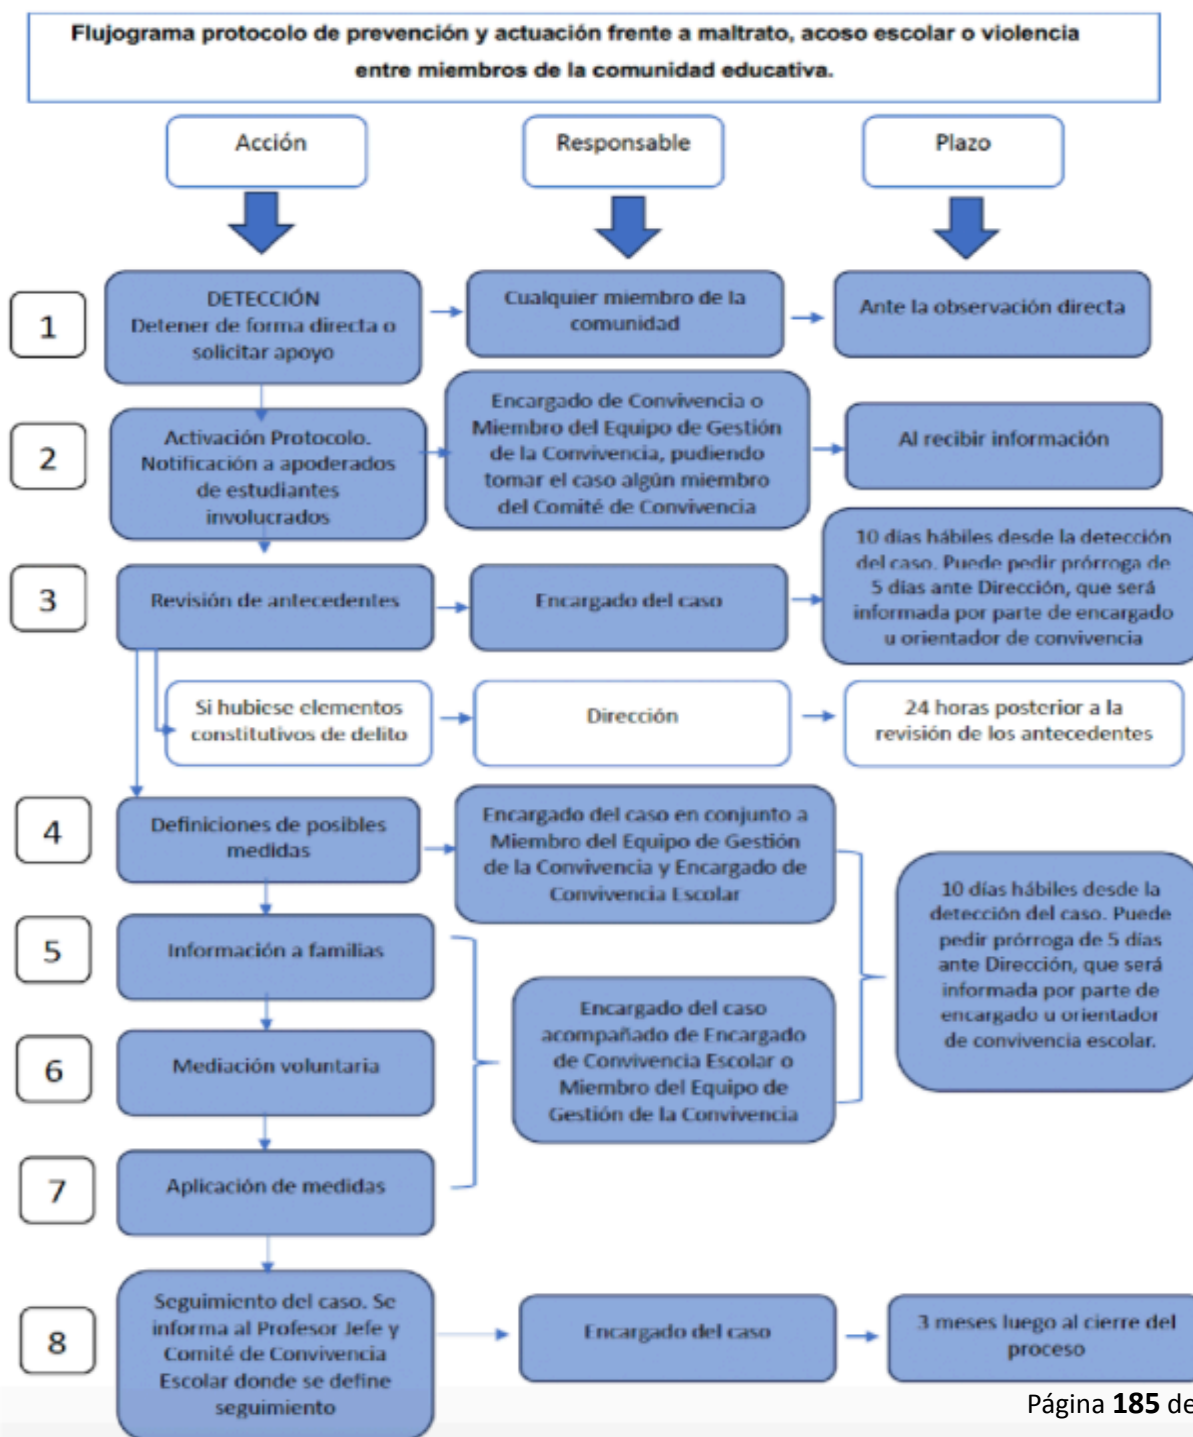 Flujograma protocolo de prevención y actuación frente a maltrato, acoso escolar o violencia
entre miembros de la comunidad educativa.
Acción
Responsable
Plazo
1
DETECCIÓN
Detener de forma directa o
solicitar apoyo
Cualquier miembro de la
comunidad
Ante la observación directa
2
Activación Protocolo.
Notificación a apoderados
de estudiantes
involucrados
Encargado de Convivencia o
Miembro del Equipo de Gestión
de la Convivencia, pudiendo
tomar el caso algún miembro
del Comité de Convivencia
Al recibir información
3
Revisión de antecedentes
Encargado del caso
10 días hábiles desde la detección
del caso. Puede pedir prórroga de
5 días ante Dirección, que será
informada por parte de encargado
u orientador de convivencia
Si hubiese elementos
constitutivos de delito
Dirección
24 horas posterior a la
revisión de los antecedentes
4
Definiciones de posibles
medidas
Encargado del caso en conjunto a
Miembro del Equipo de Gestión
de la Convivencia y Encargado de
Convivencia Escolar
10 días hábiles desde la
detección del caso. Puede
pedir prórroga de 5 días
ante Dirección, que será
informada por parte de
encargado u orientador
de convivencia escolar.
5
Información a familias
6
Mediación voluntaria
Encargado del caso
acompañado de Encargado
de Convivencia Escolar o
Miembro del Equipo de
Gestión de la Convivencia
7
Aplicación de medidas
8
Seguimiento del caso. Se
informa al Profesor Jefe y
Comité de Convivencia
Escolar donde se define
seguimiento
Encargado del caso
3 meses luego al cierre del
proceso
Página 185 de